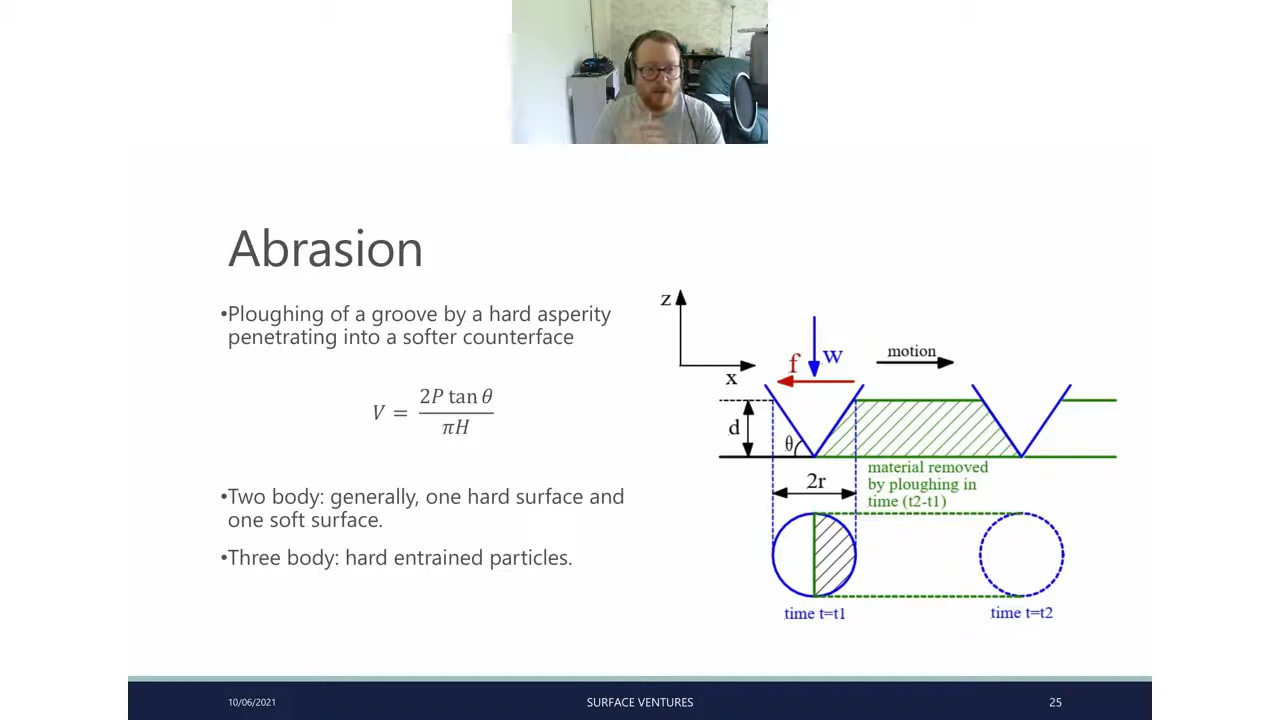 Abrasion
•Ploughing of a groove by a hard asperity
penetrating into a softer counterface
V = 2P tan θ / πH
•Two body: generally, one hard surface and
one soft surface.
•Three body: hard entrained particles.
z
x
f
w
motion
d
θ
2r
material removed
by ploughing in
time (t2-t1)
time t=t1
time t=t2
10/06/2021
SURFACE VENTURES
25